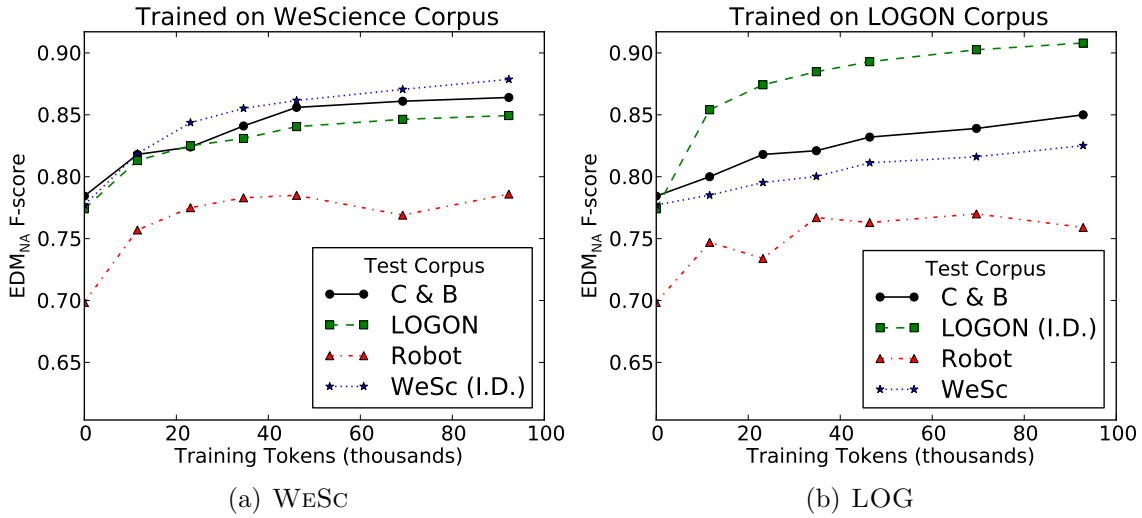 Trained on WeScience Corpus
0.90
0.85
0.80
0.75
0.70
0.65
EDM_NA F-score
Test Corpus
C & B
LOGON
Robot
WeSc (I.D.)
0 20 40 60 80 100
Training Tokens (thousands)
(a) WESC
Trained on LOGON Corpus
0.90
0.85
0.80
0.75
0.70
0.65
EDM_NA F-score
Test Corpus
C & B
LOGON (I.D.)
Robot
WeSc
0 20 40 60 80 100
Training Tokens (thousands)
(b) LOG